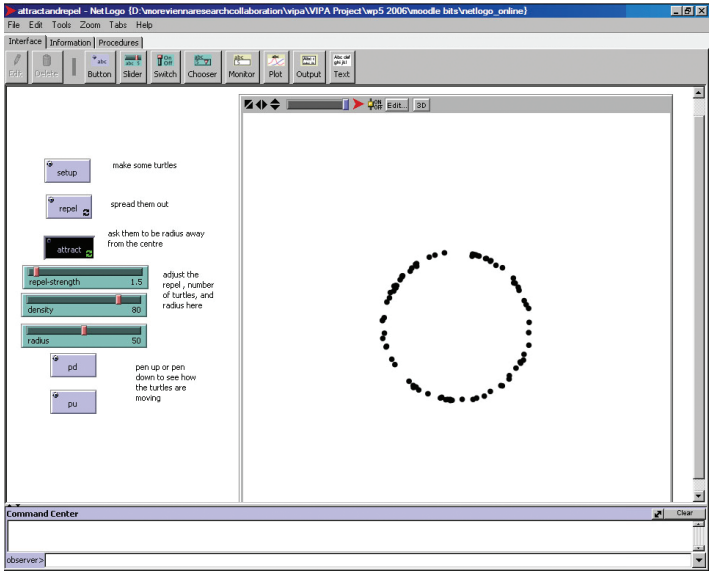 attractandrepel - NetLogo {D:\moreviennaresearchcollaboration\vipa\VIPA Project\wp5 2006\moodle bits\netlogo_online}
File Edit Tools Zoom Tabs Help
Interface Information Procedures
Edit Delete Button Slider Switch Chooser Monitor Plot Output Text
Edit... 3D
setup
make some turtles
repel
spread them out
attract
ask them to be radius away
from the centre
repel-strength 1.5
density 80
radius 50
adjust the
repel , number
of turtles, and
radius here
pd
pu
pen up or pen
down to see how
the turtles are
moving
Command Center
Clear
observer>